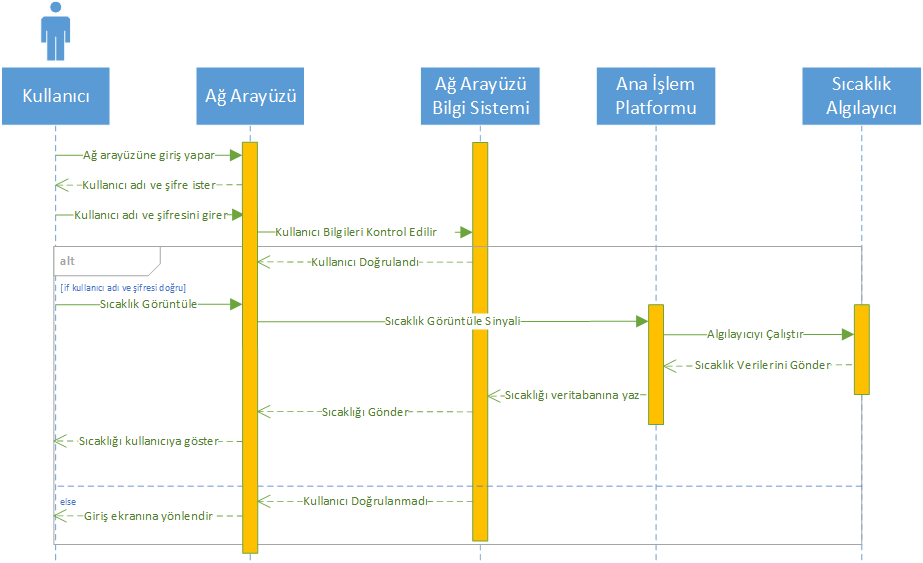 Kullanıcı
Ağ Arayüzü
Ağ Arayüzü
Bilgi Sistemi
Ana İşlem
Platformu
Sıcaklık
Algılayıcı
Ağ arayüzüne giriş yapar
Kullanıcı adı ve şifre ister
Kullanıcı adı ve şifresini girer
Kullanıcı Bilgileri Kontrol Edilir
alt
Kullanıcı Doğrulandı
[if kullanıcı adı ve şifresi doğru]
Sıcaklık Görüntüle
Sıcaklık Görüntüle Sinyali
Algılayıcıyı Çalıştır
Sıcaklık Verilerini Gönder
Sıcaklığı veritabanına yaz
Sıcaklığı Gönder
Sıcaklığı kullanıcıya göster
else
Kullanıcı Doğrulanmadı
Giriş ekranına yönlendir